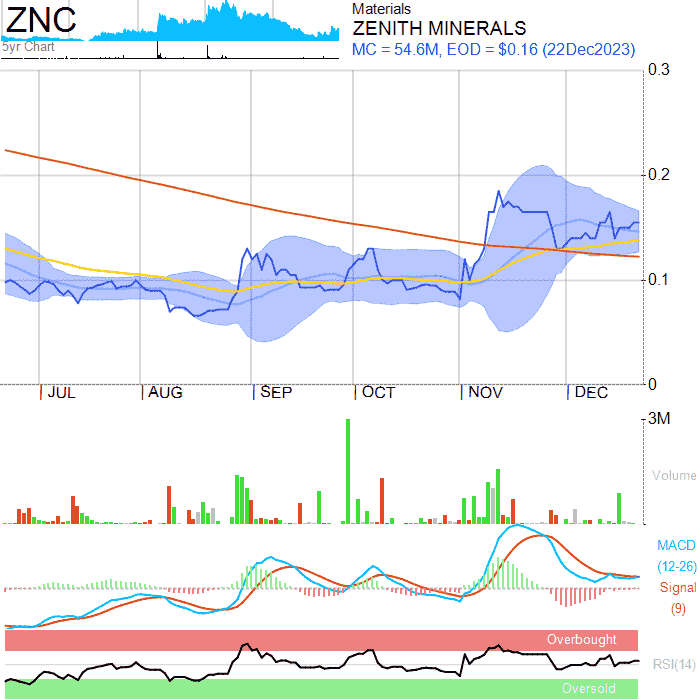 ZNC
5yr Chart
Materials
ZENITH MINERALS
MC = 54.6M, EOD = $0.16 (22Dec2023)
0.3
0.2
0.1
0
JUL AUG SEP OCT NOV DEC
3M
Volume
MACD
(12-26)
Signal
(9)
Overbought
RSI(14)
Oversold